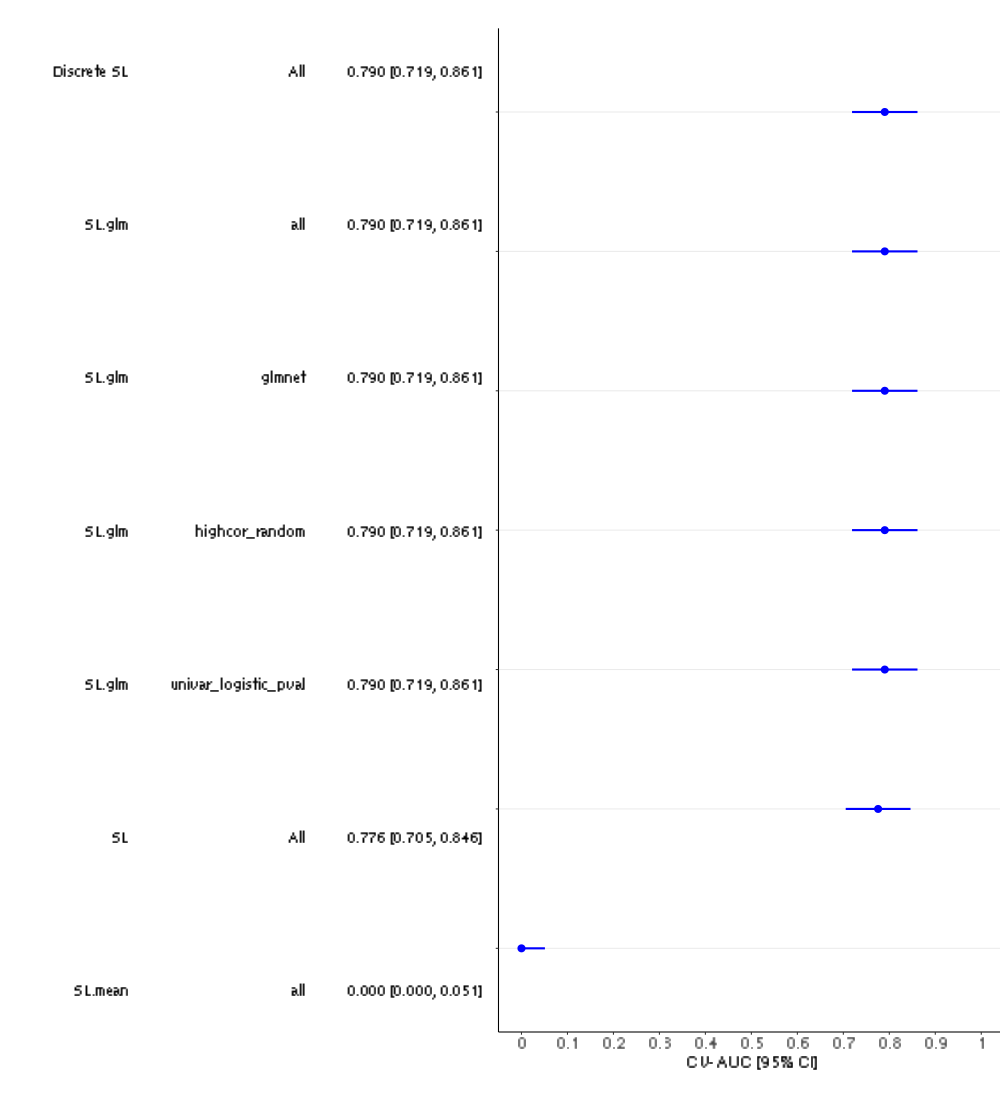 Discrete SL All 0.790 [0.719, 0.861]
SL.glm all 0.790 [0.719, 0.861]
SL.glm glmnet 0.790 [0.719, 0.861]
SL.glm highcor_random 0.790 [0.719, 0.861]
SL.glm univar_logistic_pval 0.790 [0.719, 0.861]
SL All 0.776 [0.705, 0.846]
SL.mean all 0.000 [0.000, 0.051]
0 0.1 0.2 0.3 0.4 0.5 0.6 0.7 0.8 0.9 1
CV-AUC [95% CI]